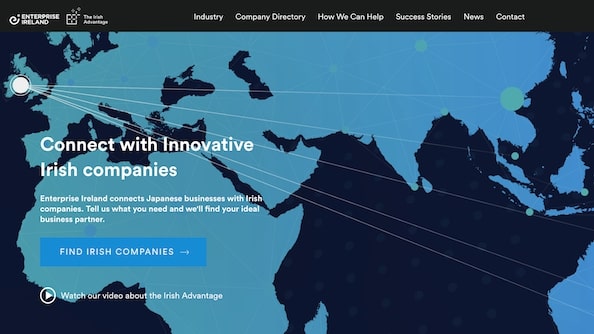 ENTERPRISE
IRELAND
The Irish
Advantage
Industry
Company Directory
How We Can Help
Success Stories
News
Contact
Connect with Innovative
Irish companies
Enterprise Ireland connects Japanese businesses with Irish
companies. Tell us what you need and we'll find your ideal
business partner.
FIND IRISH COMPANIES →
Watch our video about the Irish Advantage